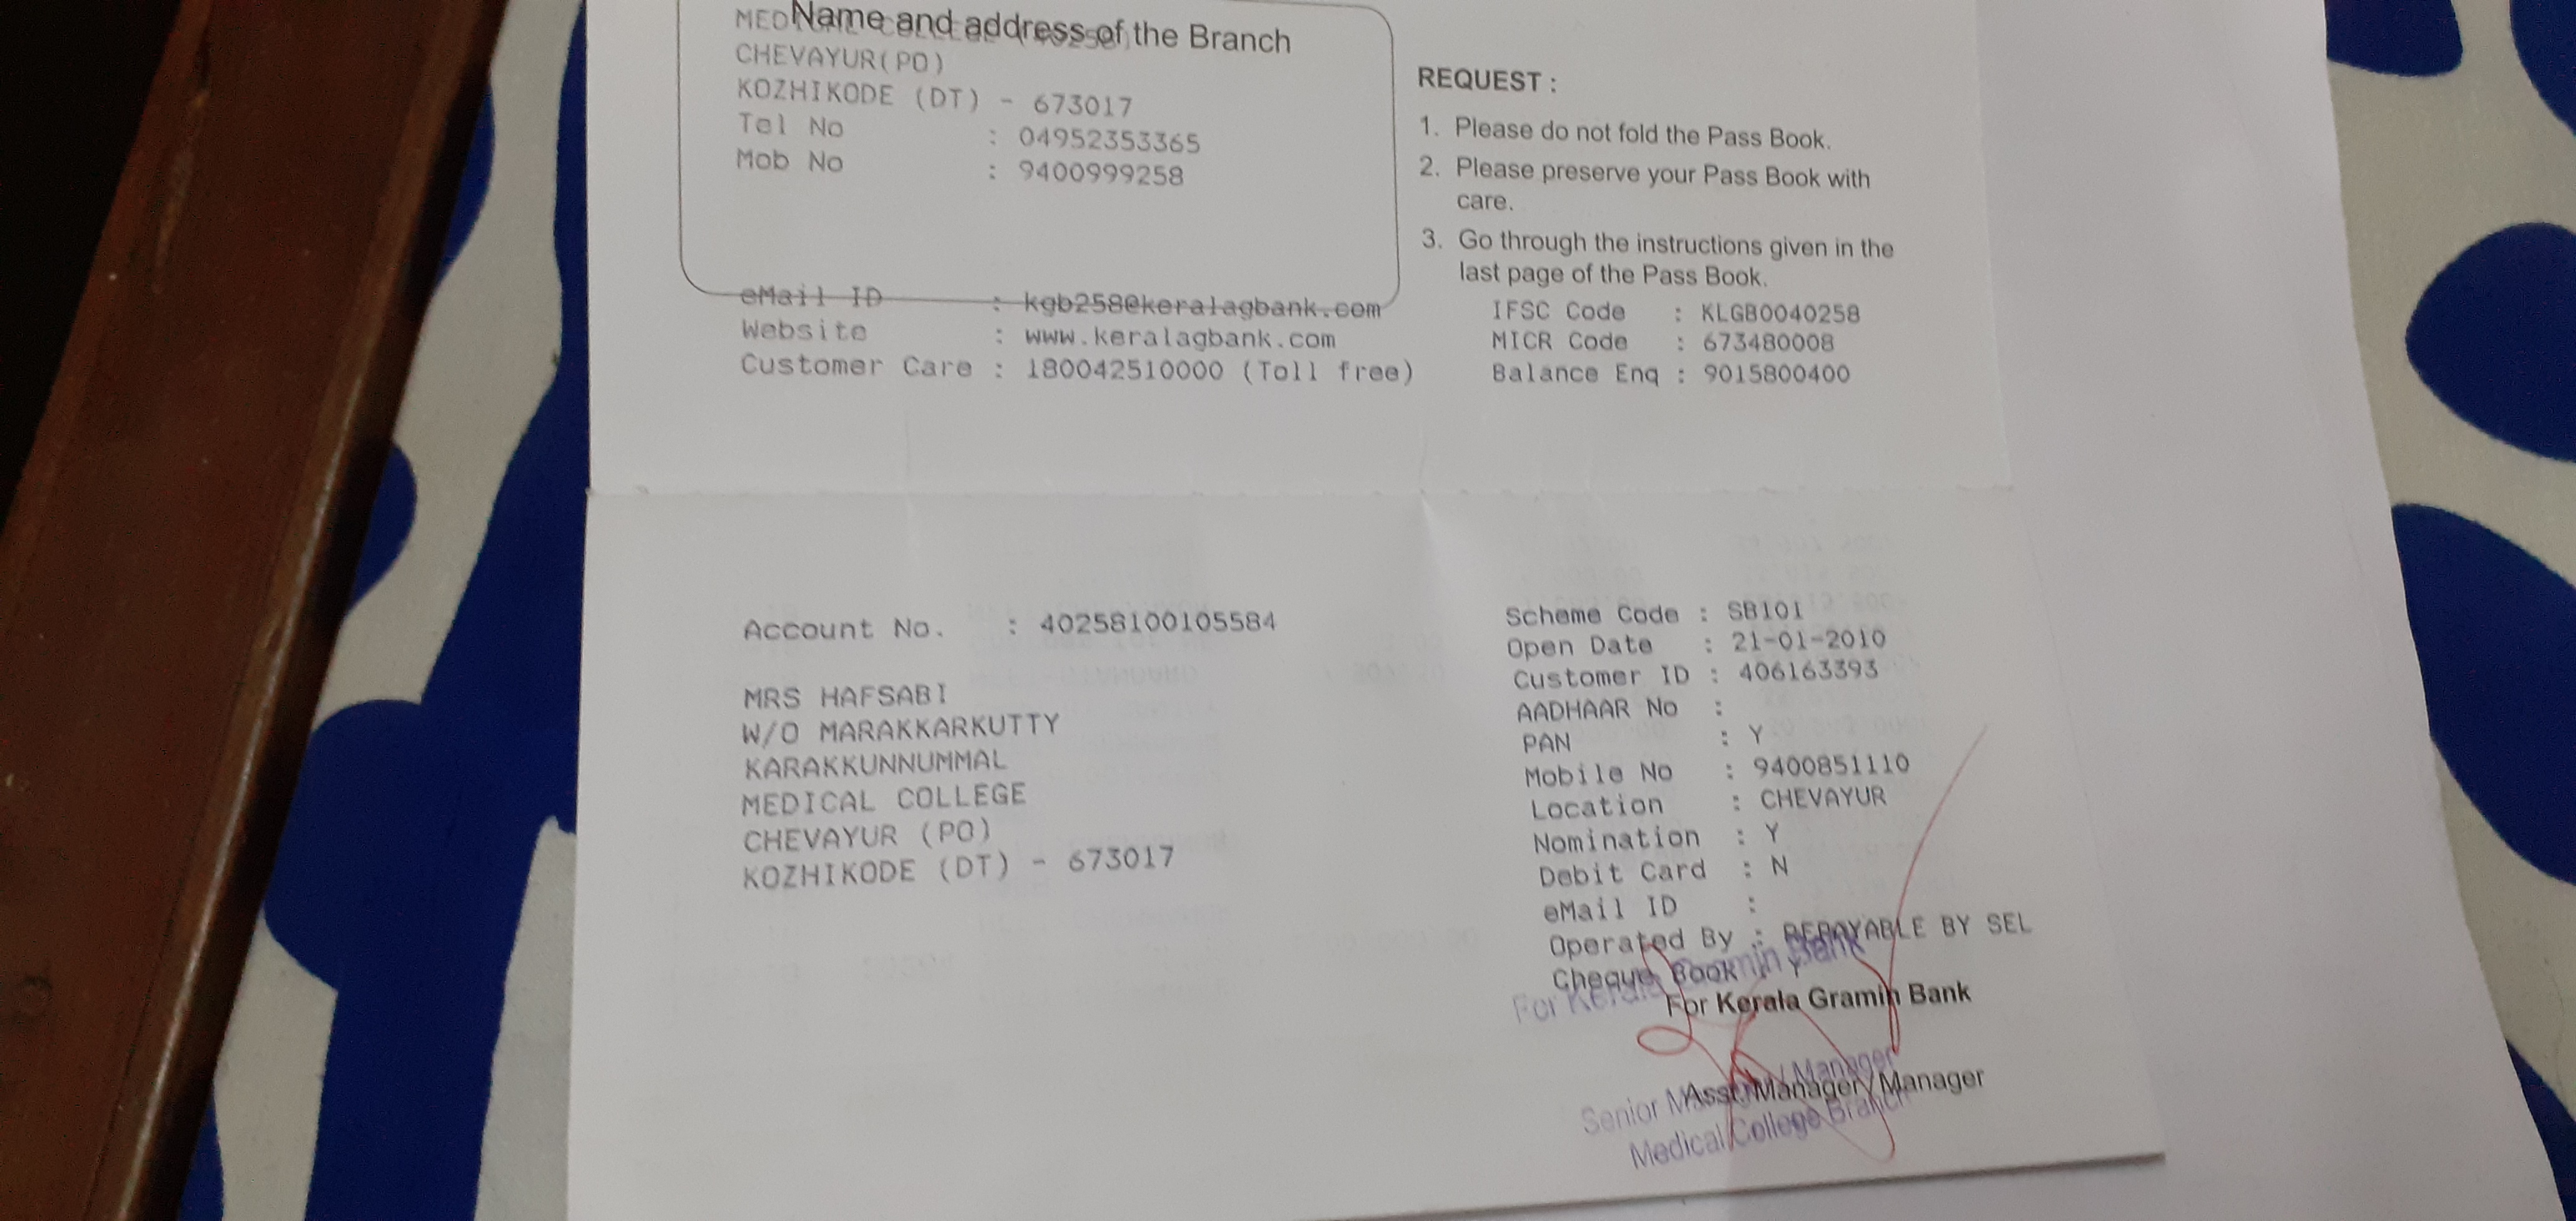 Name and address of the Branch
CHEVAYUR(PO)
KOZHIKODE (DT) - 673017
Tel No : 04952353365
Mob No : 9400999258
eMail ID : kgb258@keralagbank.com
Website : www.keralagbank.com
Customer Care : 180042510000 (Toll free)
REQUEST :
1. Please do not fold the Pass Book.
2. Please preserve your Pass Book with
care.
3. Go through the instructions given in the
last page of the Pass Book.
IFSC Code : KLGB0040258
MICR Code : 673480008
Balance Enq : 9015800400
Account No. : 40258100105584
MRS HAFSABI
W/O MARAKKARKUTTY
KARAKKUNNUMMAL
MEDICAL COLLEGE
CHEVAYUR (PO)
KOZHIKODE (DT) - 673017
Scheme Code : SB101
Open Date : 21-01-2010
Customer ID : 406163393
AADHAAR No :
PAN : Y
Mobile No : 9400851110
Location : CHEVAYUR
Nomination : Y
Debit Card : N
eMail ID :
Operated By : REPAYABLE BY SEL
Cheque Book : Y
For Kerala Gramin Bank
For Kerala Gramin Bank
Asst. Manager/Manager
Senior Manager / Manager
Medical College Branch